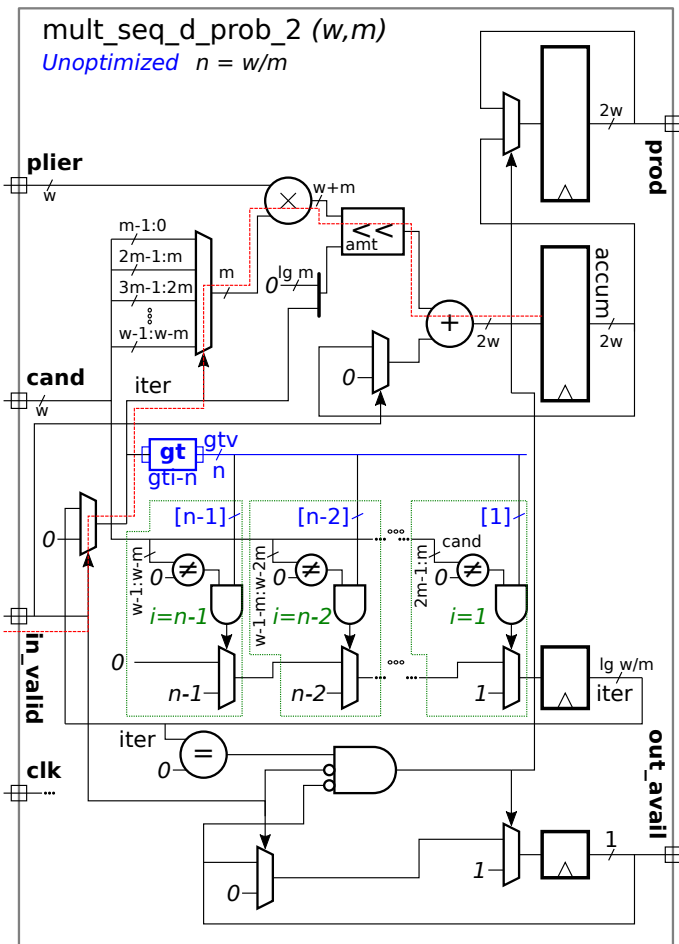 mult_seq_d_prob_2 (w,m)
Unoptimized n = w/m
2w
prod
plier
w
w+m
×
<<
amt
m-1:0
2m-1:m
3m-1:2m
w-1:w-m
m
0
lg m
+
2w
accum
2w
0
cand
w
iter
gt
gti-n
gtv
n
0
[n-1]
[n-2]
[1]
w-1:w-m
0
≠
w-1-m:w-2m
0
≠
2m-1:m
cand
0
≠
i=n-1
i=n-2
i=1
in_valid
0
n-1
n-2
1
lg w/m
iter
iter
0
=
clk
out_avail
1
1
0